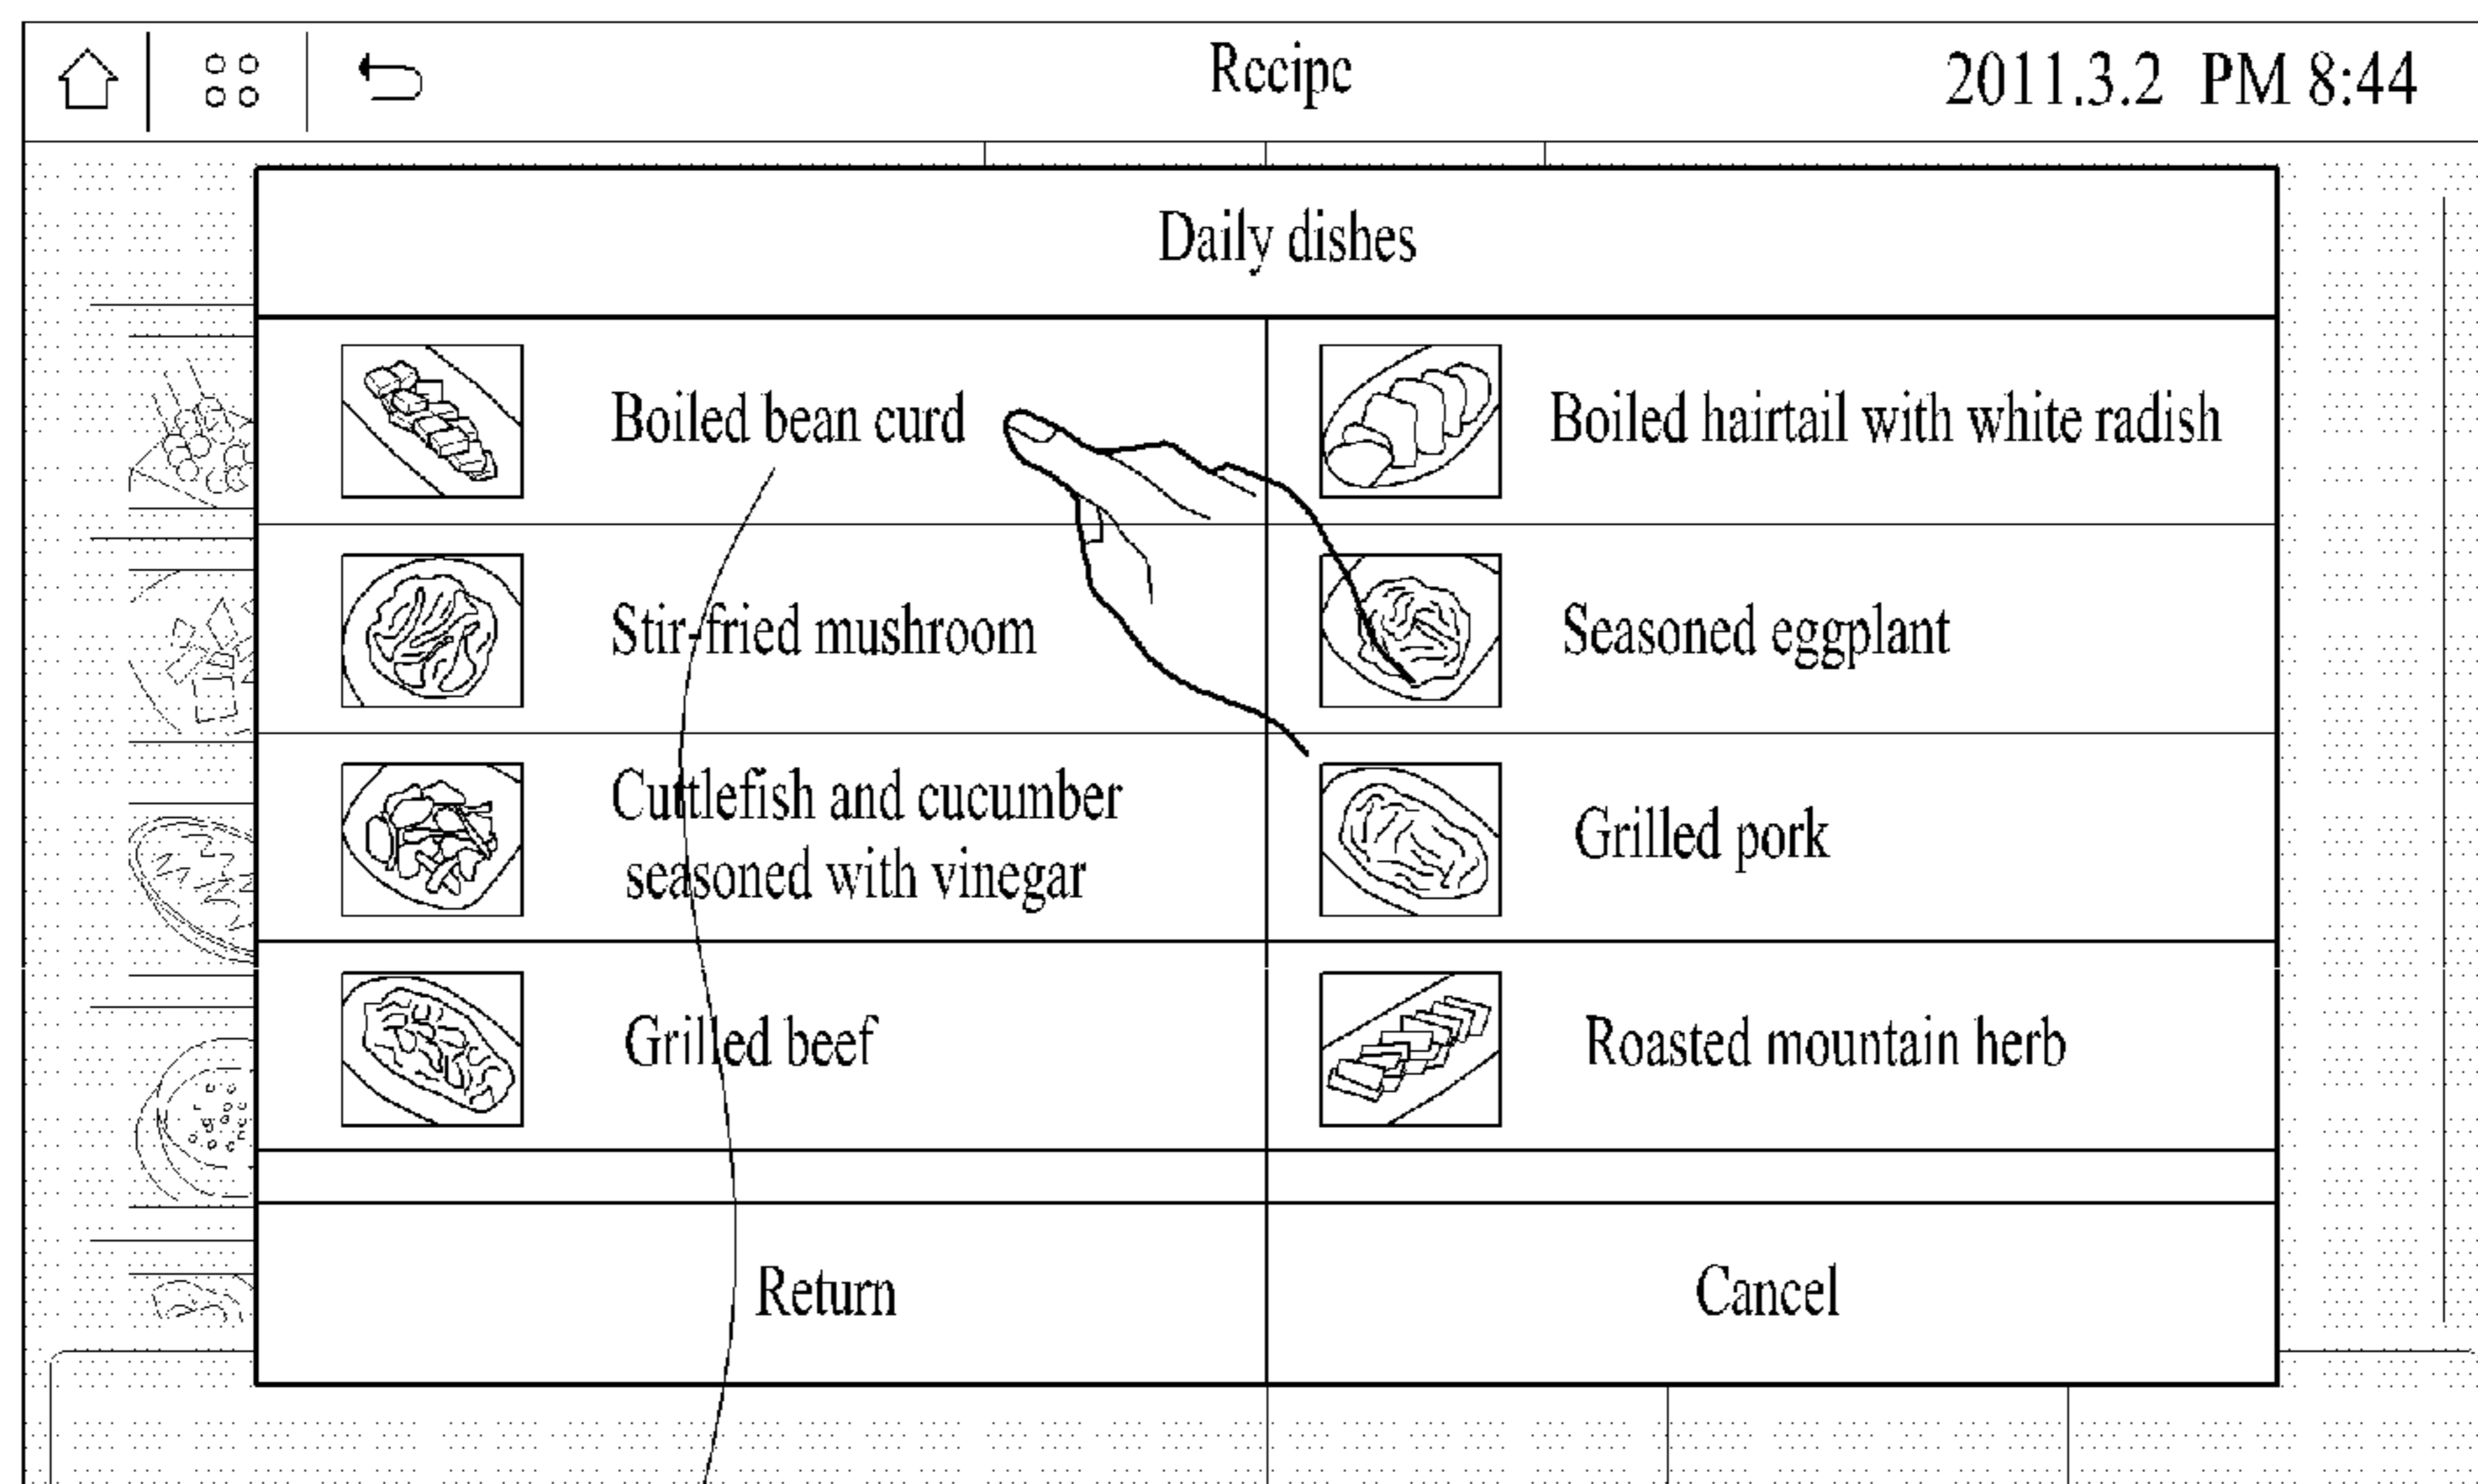 Recipe
2011.3.2 PM 8:44
Daily dishes
Boiled bean curd
Boiled hairtail with white radish
Stir-fried mushroom
Seasoned eggplant
Cuttlefish and cucumber
seasoned with vinegar
Grilled pork
Grilled beef
Roasted mountain herb
Return
Cancel